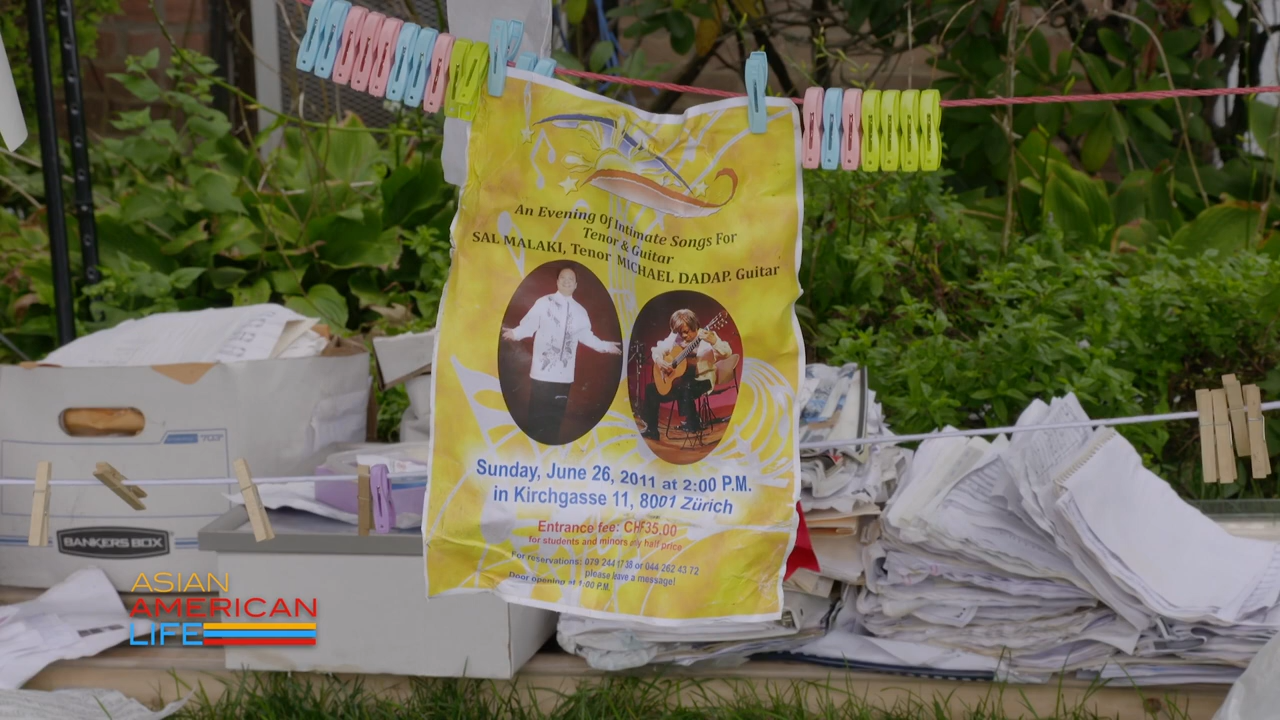 An Evening Of Intimate Songs For
Tenor & Guitar
SAL MALAKI, Tenor MICHAEL DADAP. Guitar
Sunday, June 26, 2011 at 2:00 P.M.
in Kirchgasse 11, 8001 Zürich
Entrance fee: CHF35.00
for students and minors my half price
For reservations: 079 244 17 38 or 044 262 43 72
please leave a message!
Door opening at 1:00 P.M.
703
BANKERS BOX
ASIAN
AMERICAN
LIFE